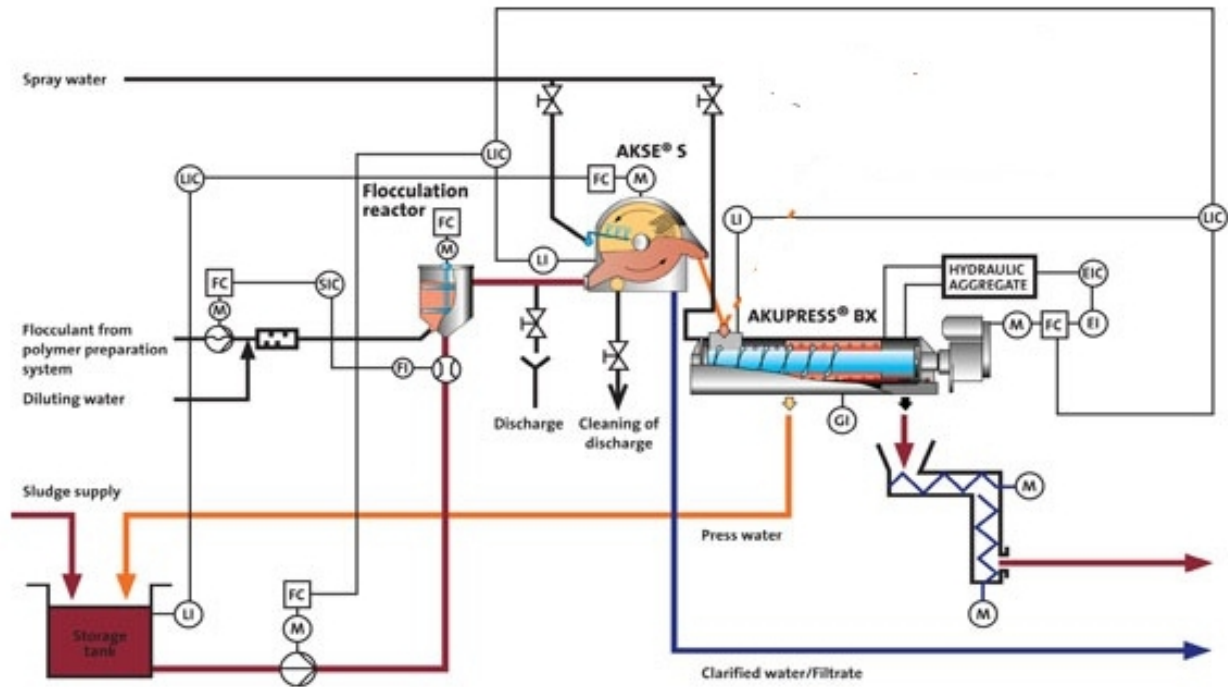 Spray water
LIC
AKSE® S
LIC
FC
M
Flocculation
reactor
LI
LIC
FC
M
LI
HYDRAULIC
AGGREGATE
EIC
FC
SIC
AKUPRESS® BX
M
M
FC
EI
Flocculant from
polymer preparation
system
FI
Diluting water
Discharge
Cleaning of
discharge
GI
Sludge supply
M
Press water
FC
LI
M
M
Storage
tank
Clarified water/Filtrate